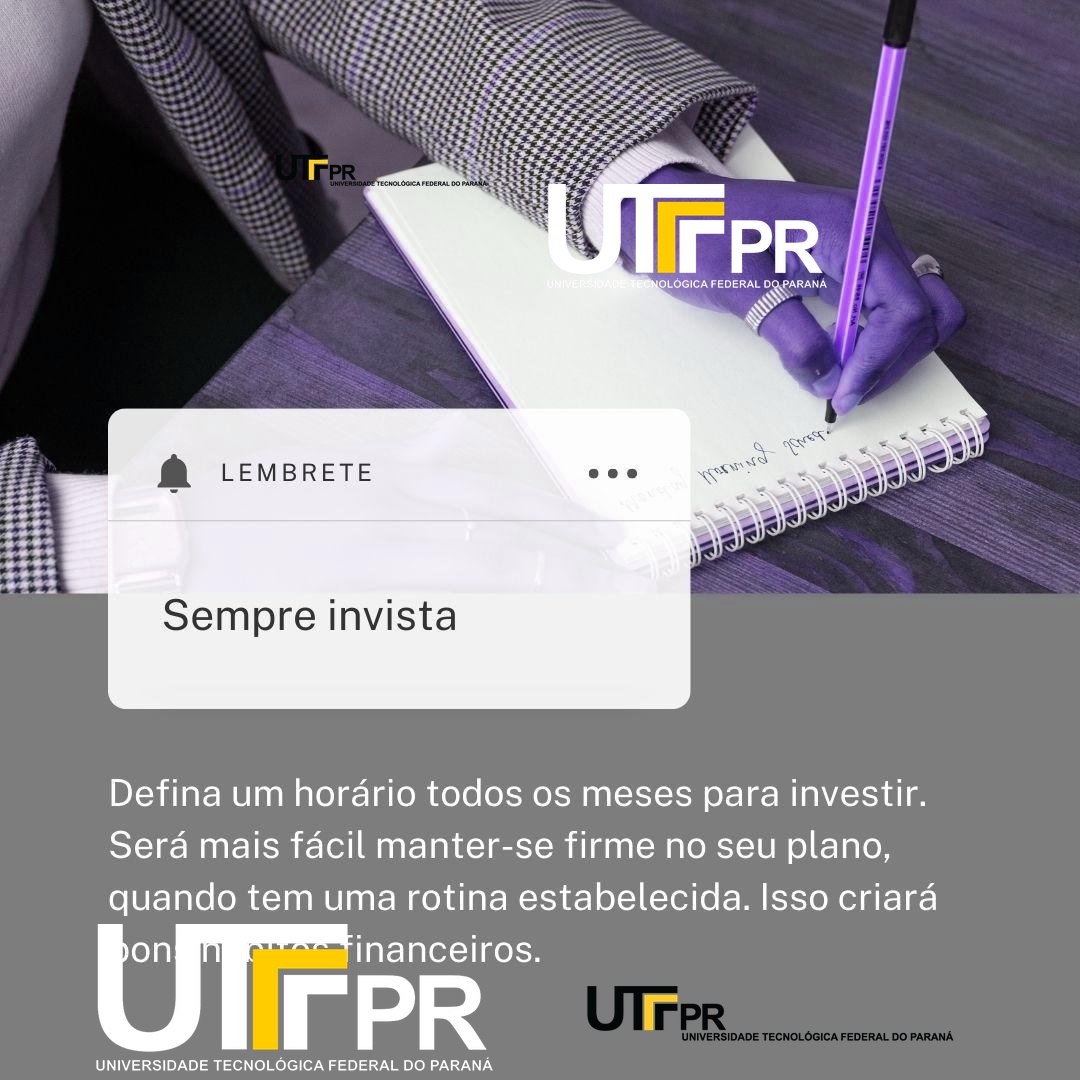 UTFPR
UNIVERSIDADE TECNOLÓGICA FEDERAL DO PARANÁ
UTFPR
UNIVERSIDADE TECNOLÓGICA FEDERAL DO PARANÁ
LEMBRETE
Sempre invista
Defina um horário todos os meses para investir.
Será mais fácil manter-se firme no seu plano,
quando tem uma rotina estabelecida. Isso criará
bons hábitos financeiros.
UTFPR
UNIVERSIDADE TECNOLÓGICA FEDERAL DO PARANÁ
UTFPR
UNIVERSIDADE TECNOLÓGICA FEDERAL DO PARANÁ